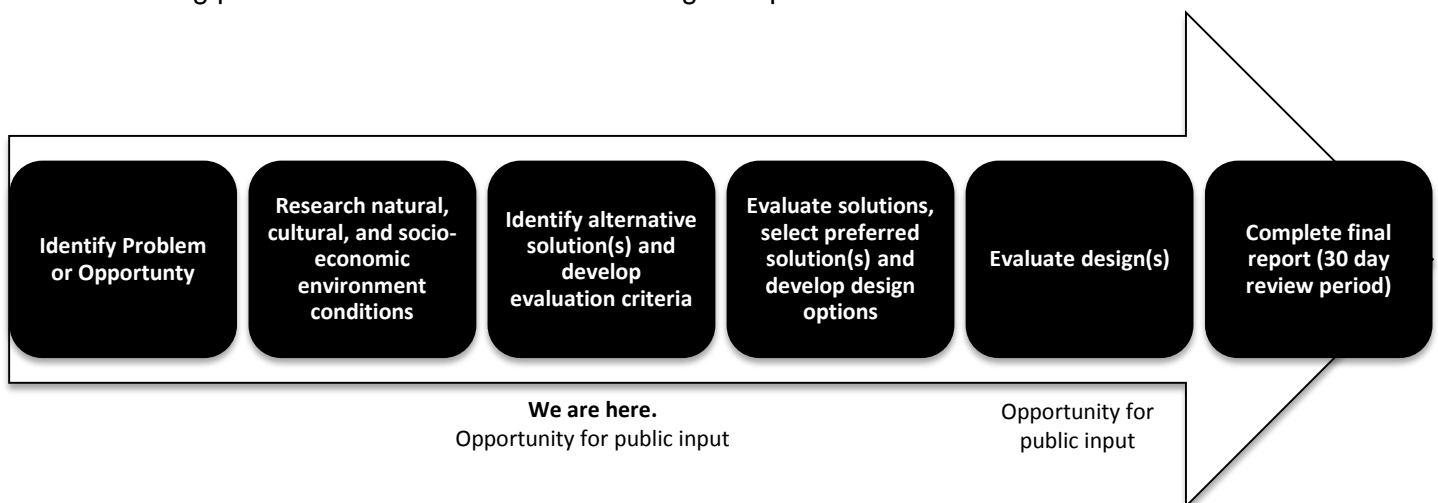 Identify Problem
or Opportunty
Research natural,
cultural, and socio-
economic
environment
conditions
Identify alternative
solution(s) and
develop
evaluation criteria
Evaluate solutions,
select preferred
solution(s) and
develop design
options
Evaluate design(s)
Complete final
report (30 day
review period)
We are here.
Opportunity for public input
Opportunity for
public input